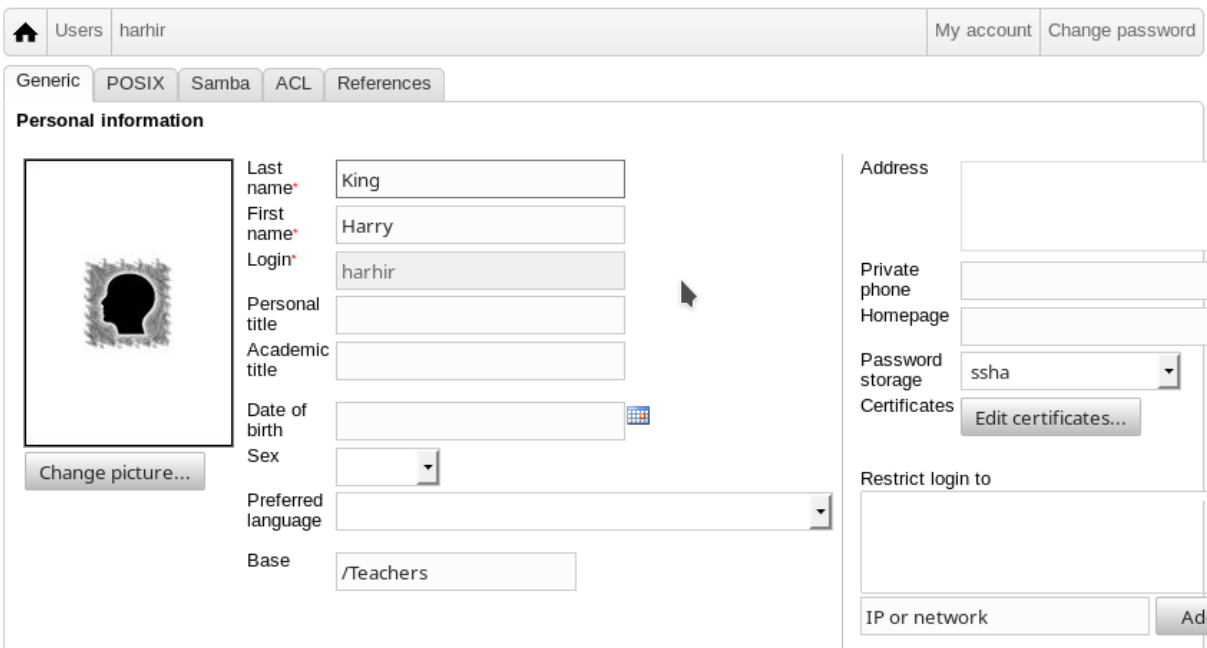 Users
harhir
My account
Change password
Generic
POSIX
Samba
ACL
References
Personal information
Change picture...
Last
name*
King
First
name*
Harry
Login*
harhir
Personal
title
Academic
title
Date of
birth
Sex
Preferred
language
Base
/Teachers
Address
Private
phone
Homepage
Password
storage
ssha
Certificates
Edit certificates...
Restrict login to
IP or network